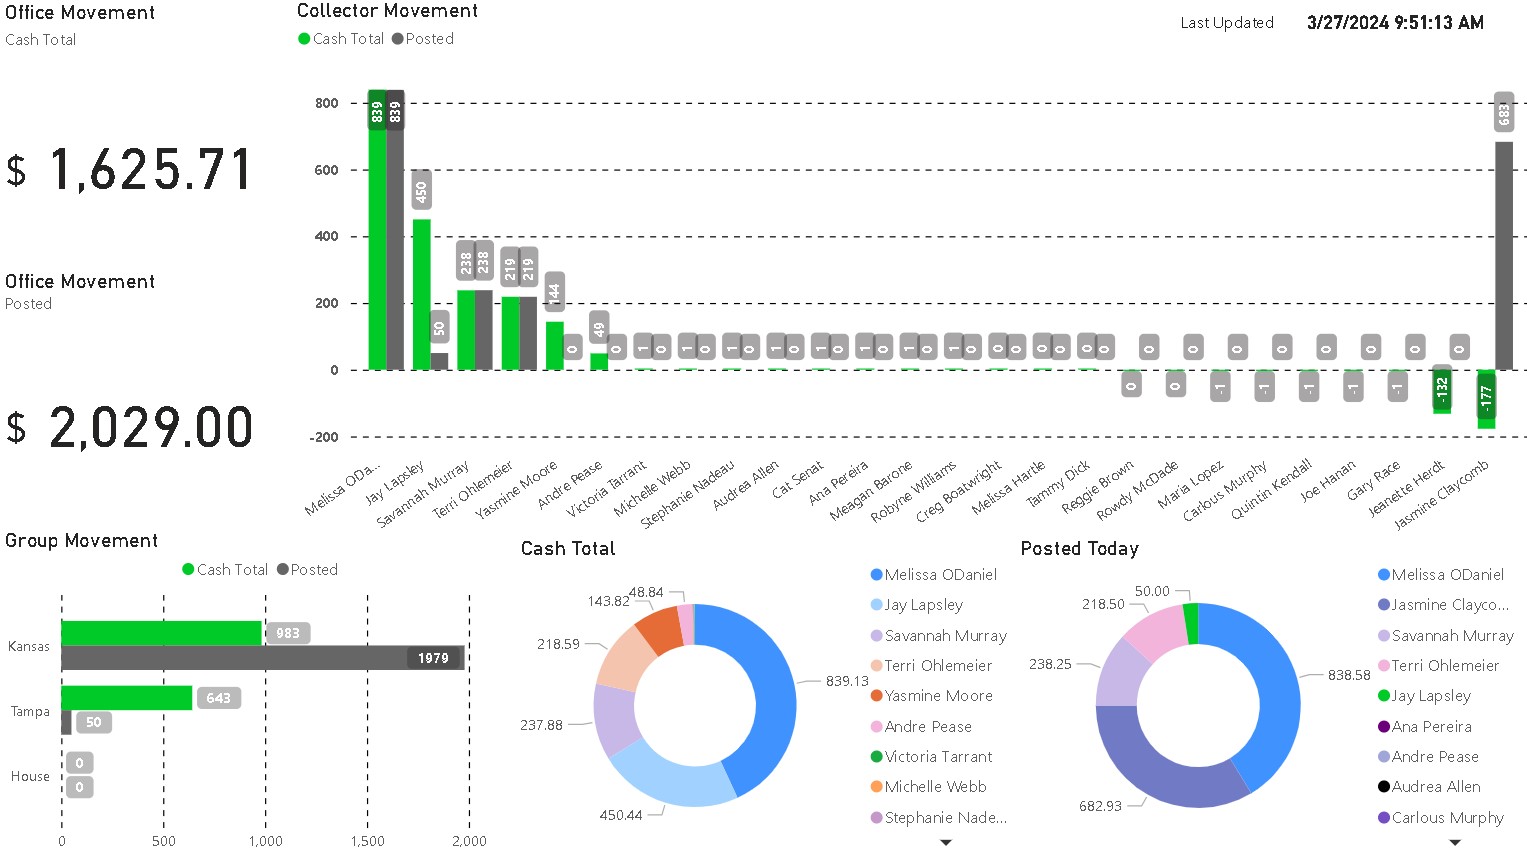 Office Movement
Cash Total
$ 1,625.71
Office Movement
Posted
$ 2,029.00
Collector Movement
Cash Total Posted
Last Updated 3/27/2024 9:51:13 AM
800
600
400
200
0
-200
839 839
450 50
238 238
219 219
144 0
49 0
1 0
1 0
1 0
1 0
1 0
1 0
1 0
1 0
0 0
0 0
0 0
0 0
0 0
-1 0
-1 0
-1 0
-1 0
-1 0
-132 0
-177 683
Melissa ODa...
Jay Lapsley
Savannah Murray
Terri Ohlemeier
Yasmine Moore
Andre Pease
Victoria Tarrant
Michelle Webb
Stephanie Nadeau
Audrea Allen
Cat Senat
Ana Pereira
Meagan Barone
Robyne Williams
Creg Boatwright
Melissa Hartle
Tammy Dick
Reggie Brown
Rowdy McDade
Maria Lopez
Carlous Murphy
Quintin Kendall
Joe Hanan
Gary Race
Jeanette Herdt
Jasmine Claycomb
Group Movement
Cash Total Posted
Kansas 983
1979
Tampa 643
50
House 0
0
0 500 1,000 1,500 2,000
Cash Total
48.84
143.82
218.59
237.88
450.44
839.13
Melissa ODaniel
Jay Lapsley
Savannah Murray
Terri Ohlemeier
Yasmine Moore
Andre Pease
Victoria Tarrant
Michelle Webb
Stephanie Nade...
Posted Today
50.00
218.50
238.25
682.93
838.58
Melissa ODaniel
Jasmine Clayco...
Savannah Murray
Terri Ohlemeier
Jay Lapsley
Ana Pereira
Andre Pease
Audrea Allen
Carlous Murphy